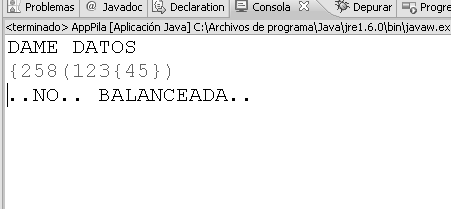 Problemas @ Javadoc Declaration Consola Depurar Progre
<terminado> AppPila [Aplicación Java] C:\Archivos de programa\Java\jre1.6.0\bin\javaw.ex
DAME DATOS
{258(123{45})
..NO.. BALANCEADA..